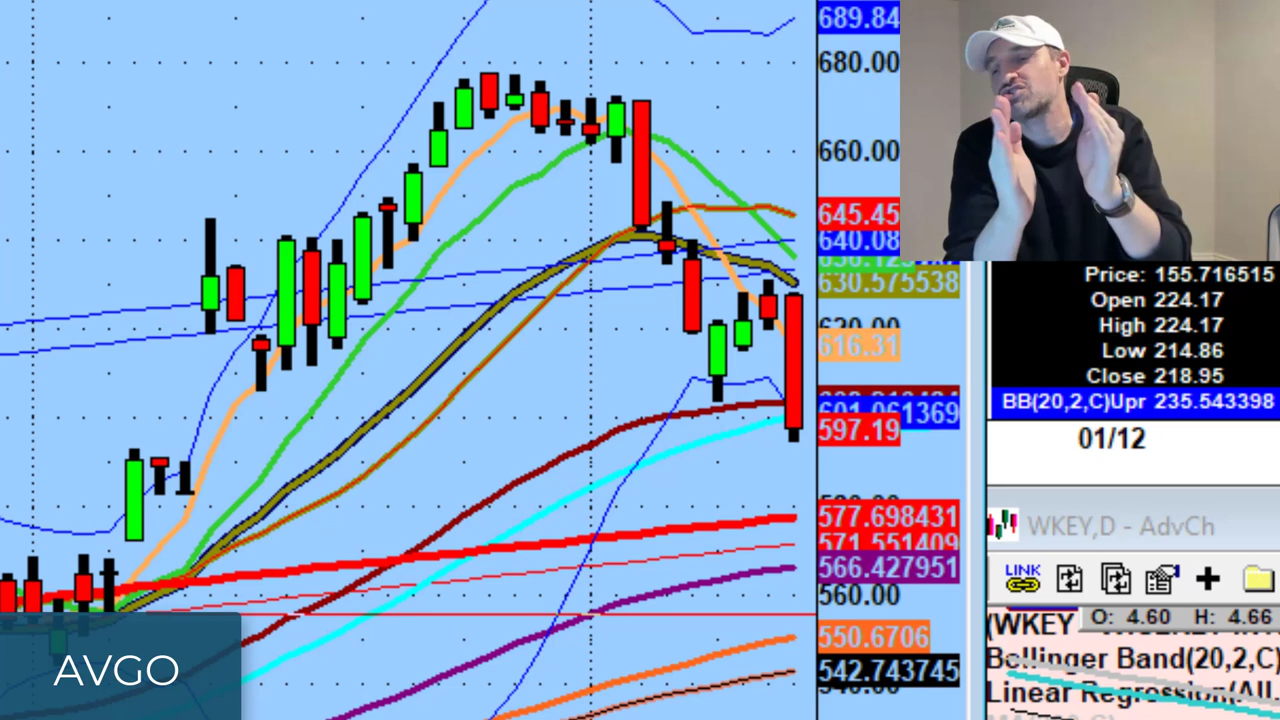 689.84
680.00
660.00
645.45
640.08
630.575538
616.31
601.061369
597.19
577.698431
571.551409
566.427951
560.00
550.6706
542.743745
Price: 155.716515
Open 224.17
High 224.17
Low 214.86
Close 218.95
BB(20,2,C)Upr 235.543398
01/12
WKEY,D - AdvCh
LINK
O: 4.60 H: 4.66
(WKEY
Bollinger Band(20,2,C)
Linear Regression(All.
AVGO